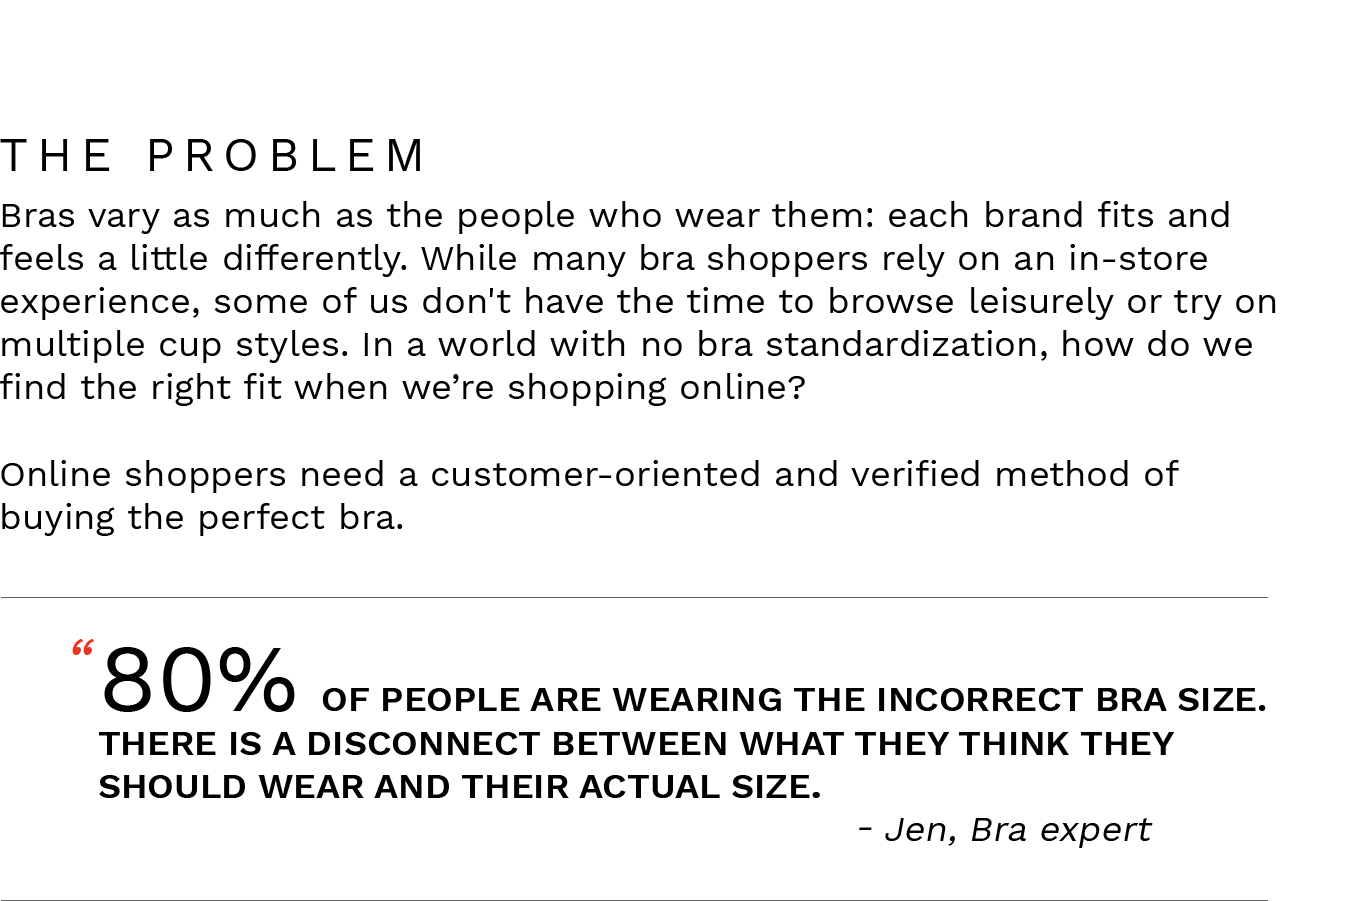 THE PROBLEM
Bras vary as much as the people who wear them: each brand fits and
feels a little differently. While many bra shoppers rely on an in-store
experience, some of us don't have the time to browse leisurely or try on
multiple cup styles. In a world with no bra standardization, how do we
find the right fit when we’re shopping online?
Online shoppers need a customer-oriented and verified method of
buying the perfect bra.
“80% OF PEOPLE ARE WEARING THE INCORRECT BRA SIZE.
THERE IS A DISCONNECT BETWEEN WHAT THEY THINK THEY
SHOULD WEAR AND THEIR ACTUAL SIZE.
- Jen, Bra expert